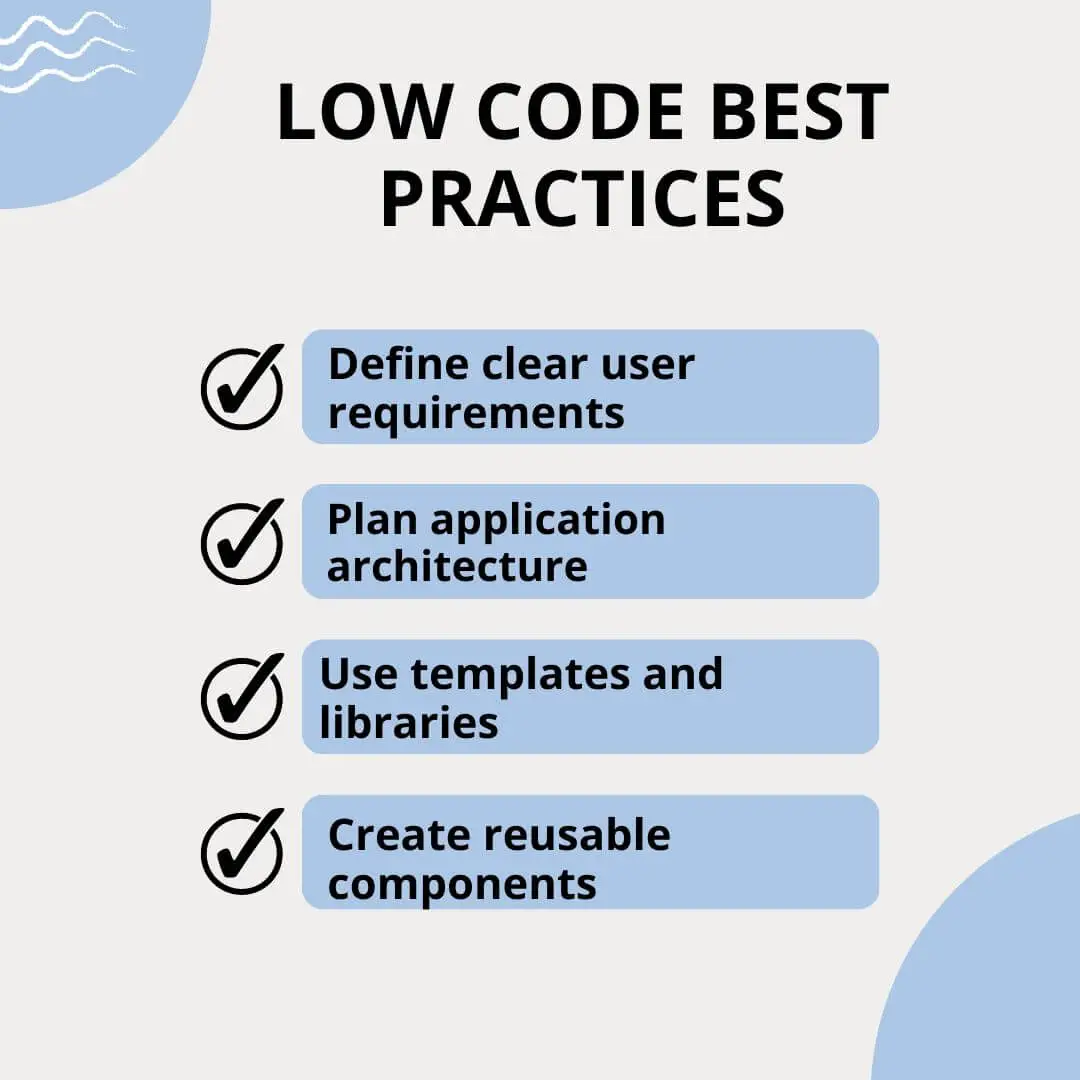 LOW CODE BEST
PRACTICES
Define clear user
requirements
Plan application
architecture
Use templates and
libraries
Create reusable
components